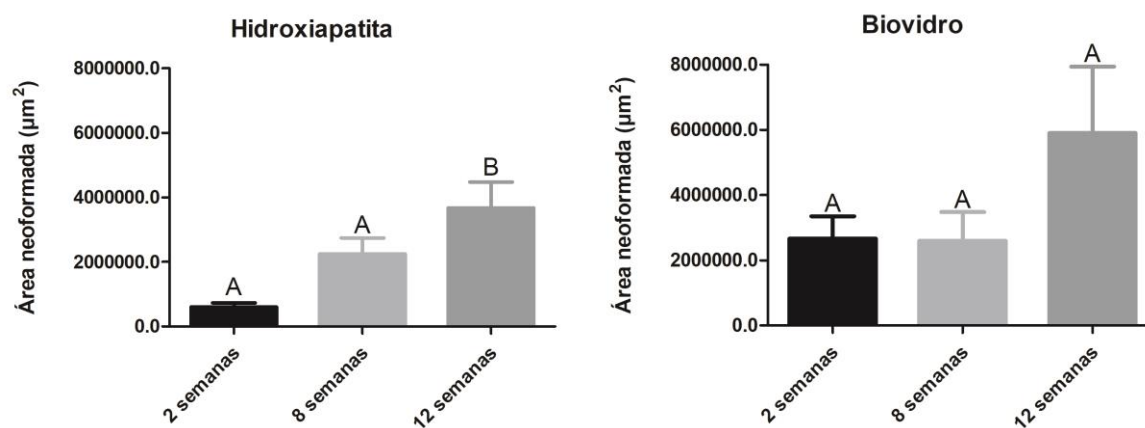 Hidroxiapatita
Área neoformada (µm²)
8000000.0
6000000.0
4000000.0
2000000.0
0.0
A
A
B
2 semanas
8 semanas
12 semanas
Biovidro
Área neoformada (µm²)
8000000.0
6000000.0
4000000.0
2000000.0
0.0
A
A
A
2 semanas
8 semanas
12 semanas